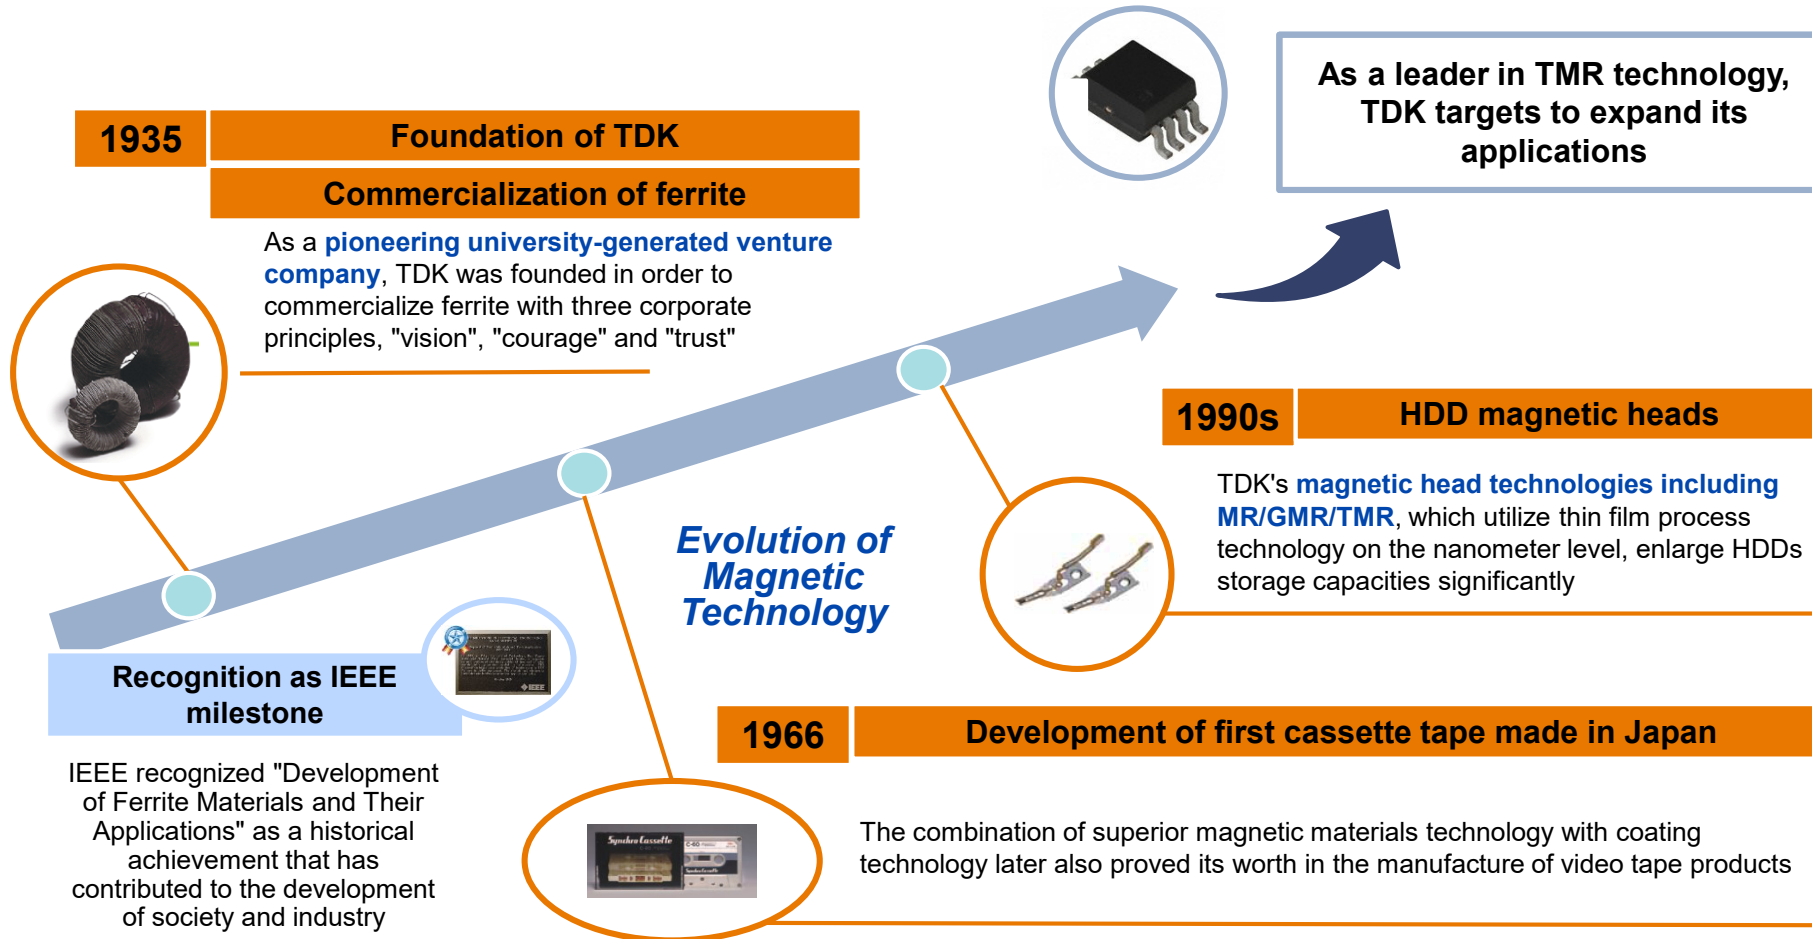 As a leader in TMR technology,
TDK targets to expand its
applications
1935
Foundation of TDK
Commercialization of ferrite
As a pioneering university-generated venture
company, TDK was founded in order to
commercialize ferrite with three corporate
principles, "vision", "courage" and "trust"
1990s
HDD magnetic heads
TDK's magnetic head technologies including
MR/GMR/TMR, which utilize thin film process
technology on the nanometer level, enlarge HDDs
storage capacities significantly
Evolution of
Magnetic
Technology
Recognition as IEEE
milestone
IEEE
IEEE recognized "Development
of Ferrite Materials and Their
Applications" as a historical
achievement that has
contributed to the development
of society and industry
1966
Development of first cassette tape made in Japan
Synchro Cassette
C-60
The combination of superior magnetic materials technology with coating
technology later also proved its worth in the manufacture of video tape products